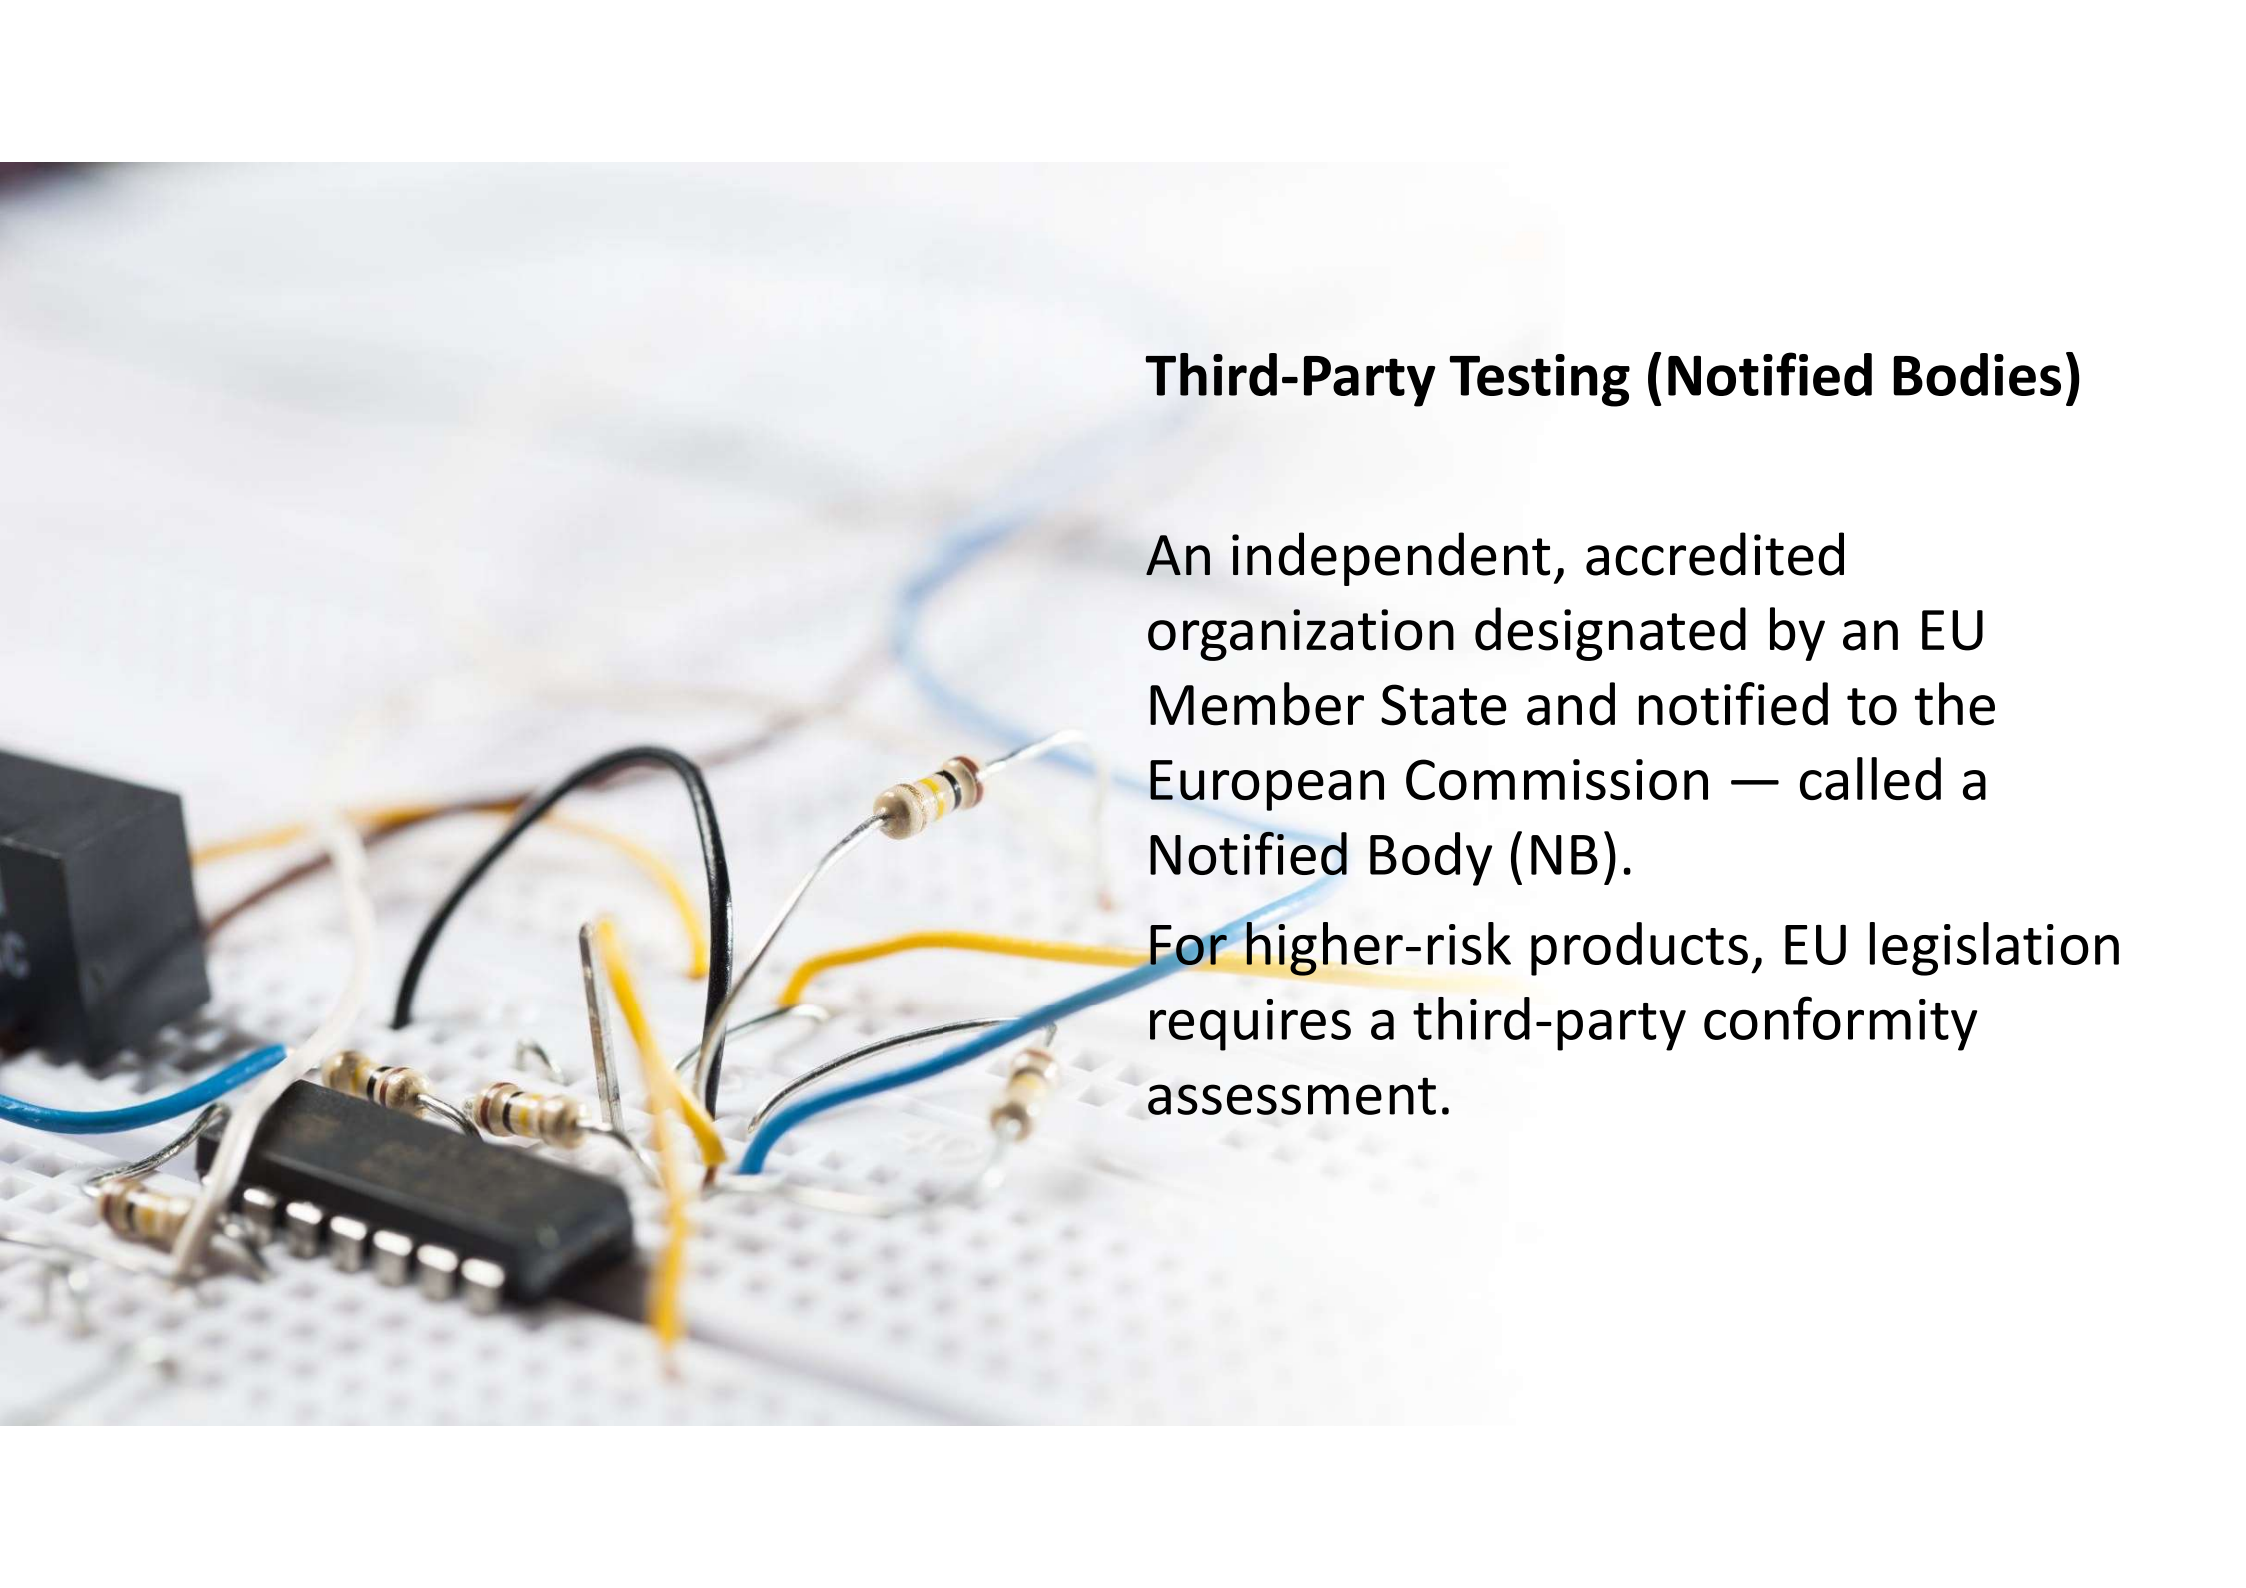 Third-Party Testing (Notified Bodies)
An independent, accredited
organization designated by an EU
Member State and notified to the
European Commission — called a
Notified Body (NB).
For higher-risk products, EU legislation
requires a third-party conformity
assessment.